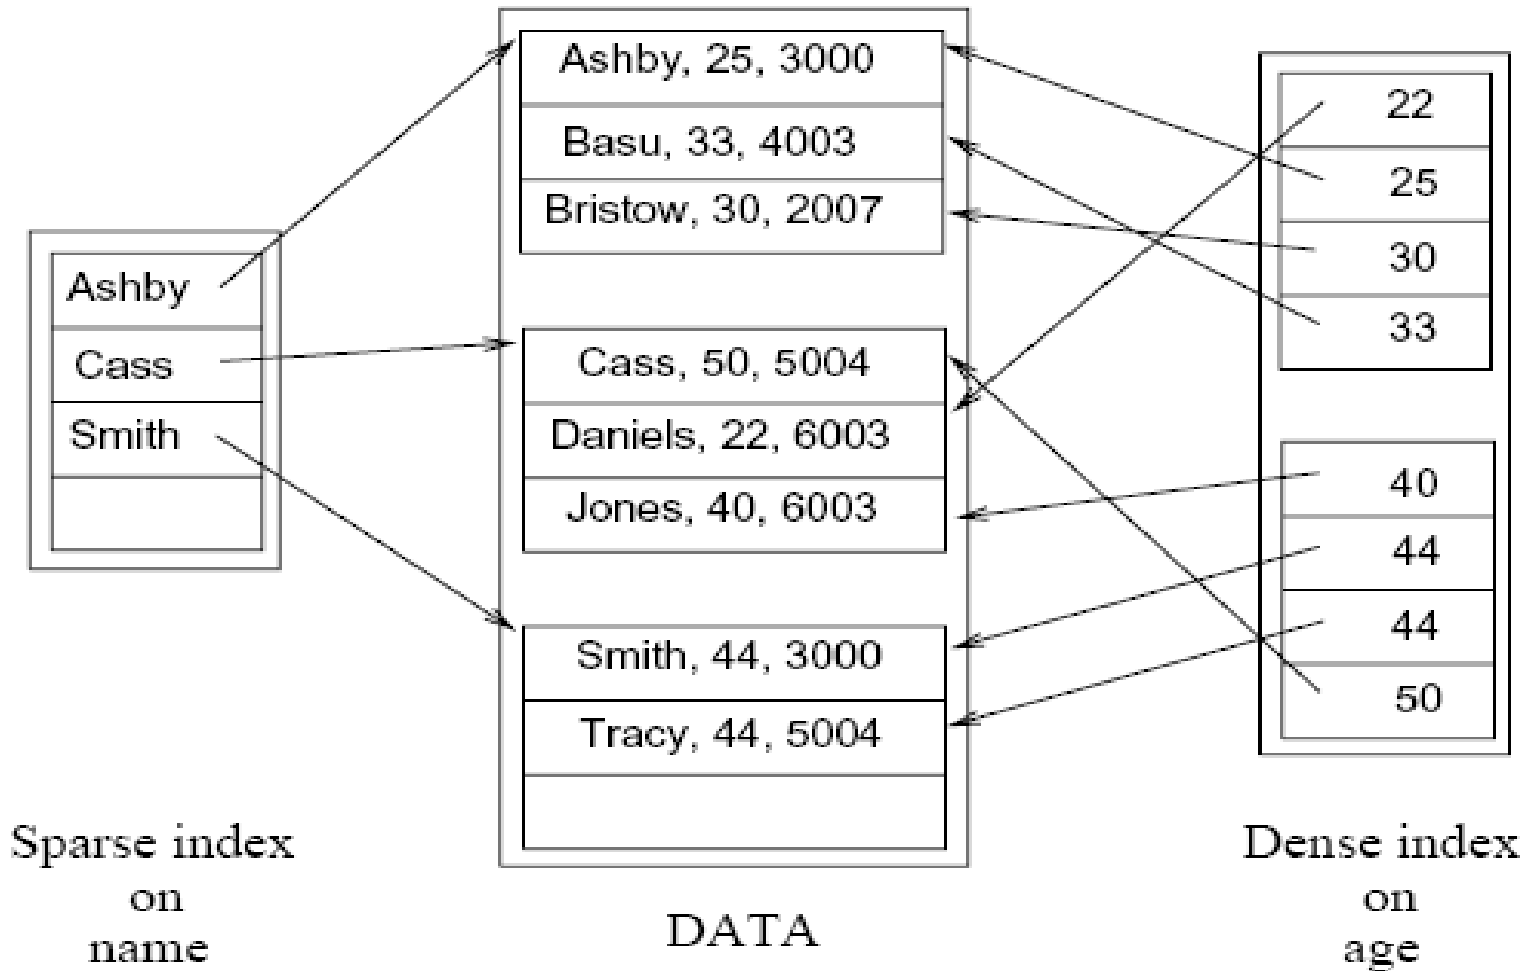 Ashby
Cass
Smith
Sparse index
on
name
Ashby, 25, 3000
Basu, 33, 4003
Bristow, 30, 2007
Cass, 50, 5004
Daniels, 22, 6003
Jones, 40, 6003
Smith, 44, 3000
Tracy, 44, 5004
DATA
22
25
30
33
40
44
44
50
Dense index
on
age